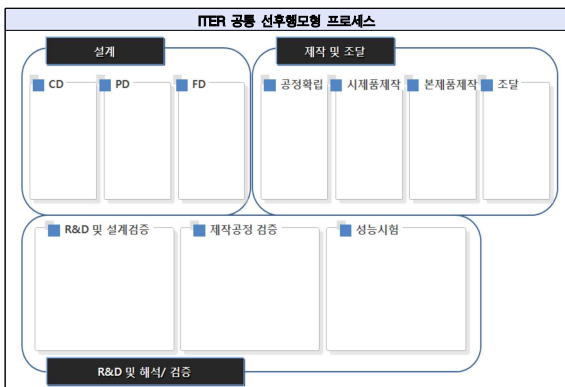 ITER 공통 선후행모형 프로세스
설계
제작 및 조달
CD
PD
FD
공정확립
시제품제작
본제품제작
조달
R&D 및 설계검증
제작공정 검증
성능시험
R&D 및 해석/ 검증